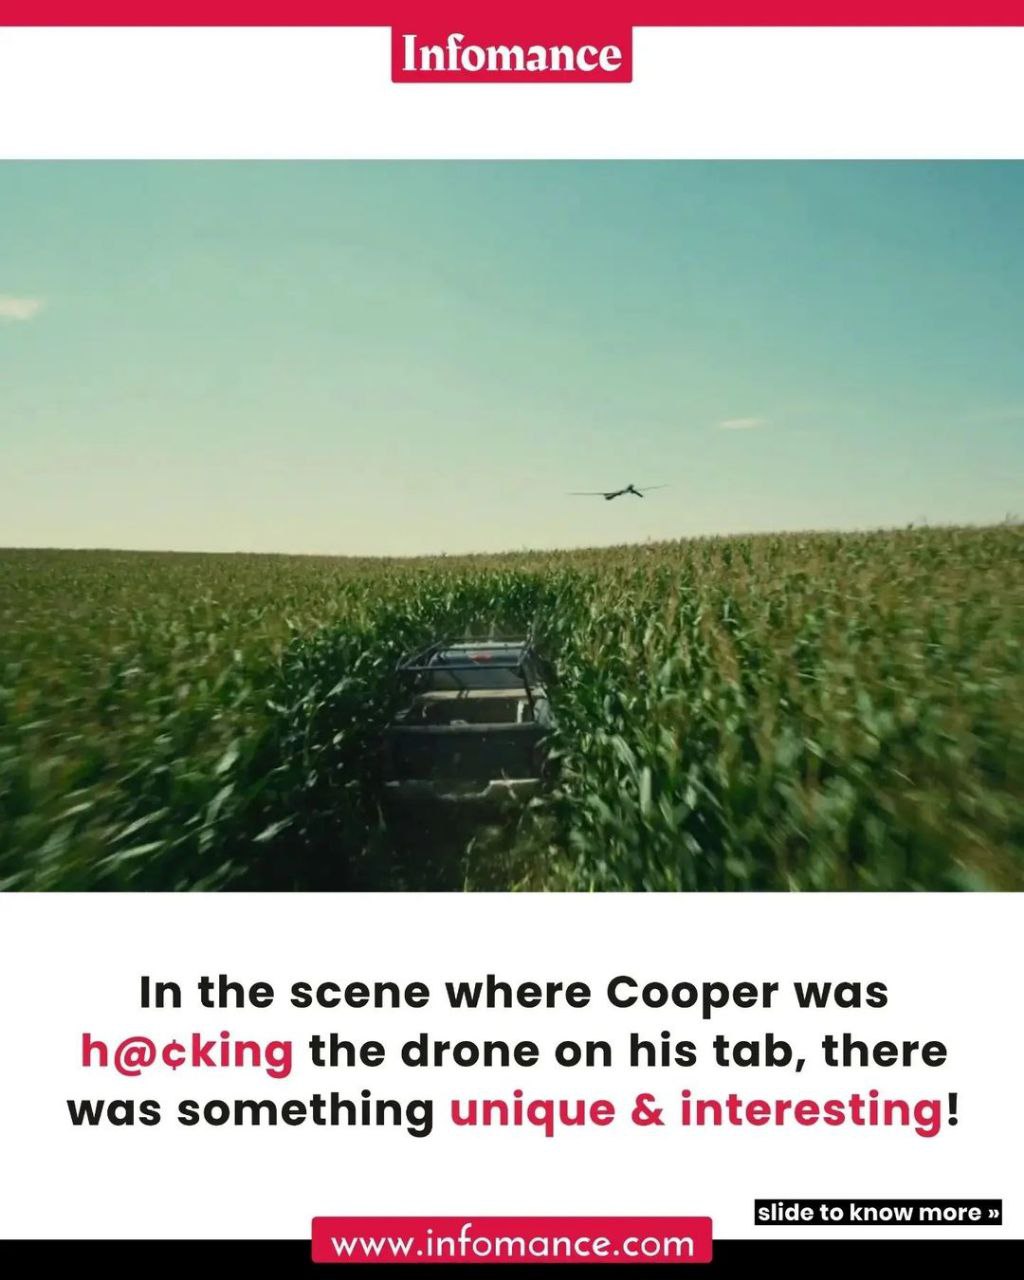 Infomance
In the scene where Cooper was
h@¢king the drone on his tab, there
was something unique & interesting!
slide to know more »
www.infomance.com